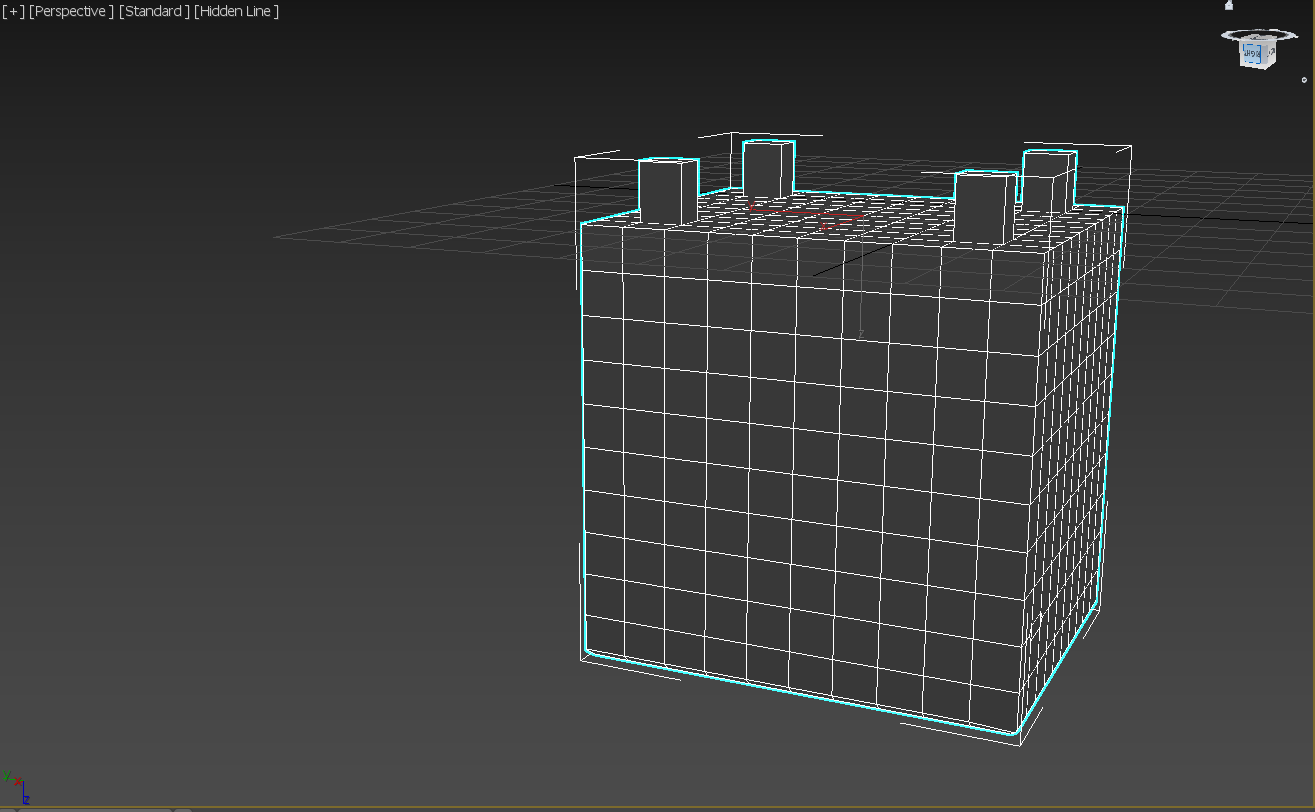 [+] [Perspective ] [Standard ] [Hidden Line ]
z
y
x
z